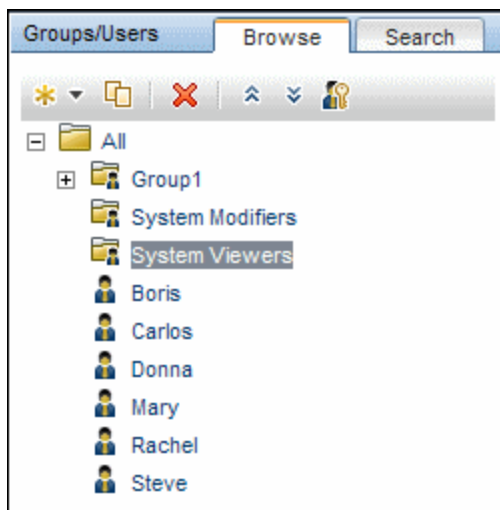 Groups/Users Browse Search
All
Group1
System Modifiers
System Viewers
Boris
Carlos
Donna
Mary
Rachel
Steve